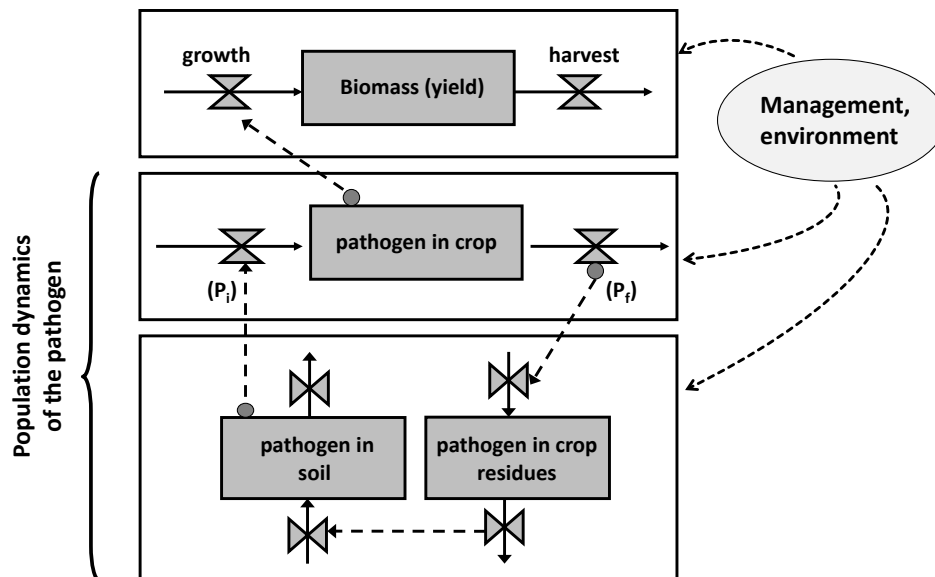 growth
harvest
Biomass (yield)
Management,
environment
pathogen in crop
(Pi)
(Pf)
Population dynamics
of the pathogen
pathogen in
soil
pathogen in crop
residues